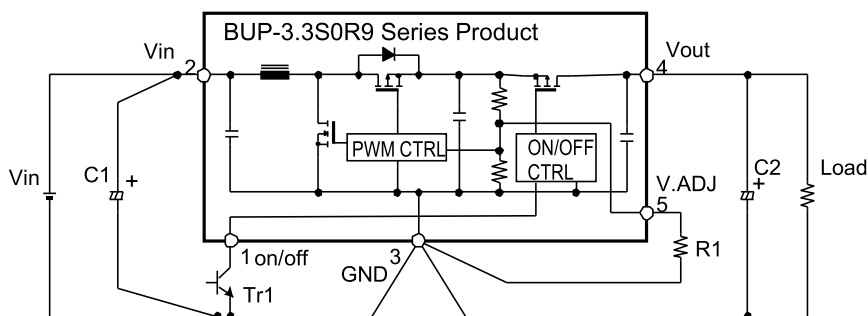 BUP-3.3S0R9 Series Product
Vin
2
4
Vout
PWM CTRL
ON/OFF
CTRL
Vin
C1
+
C2
+
Load
V.ADJ
5
R1
1 on/off
3
GND
Tr1